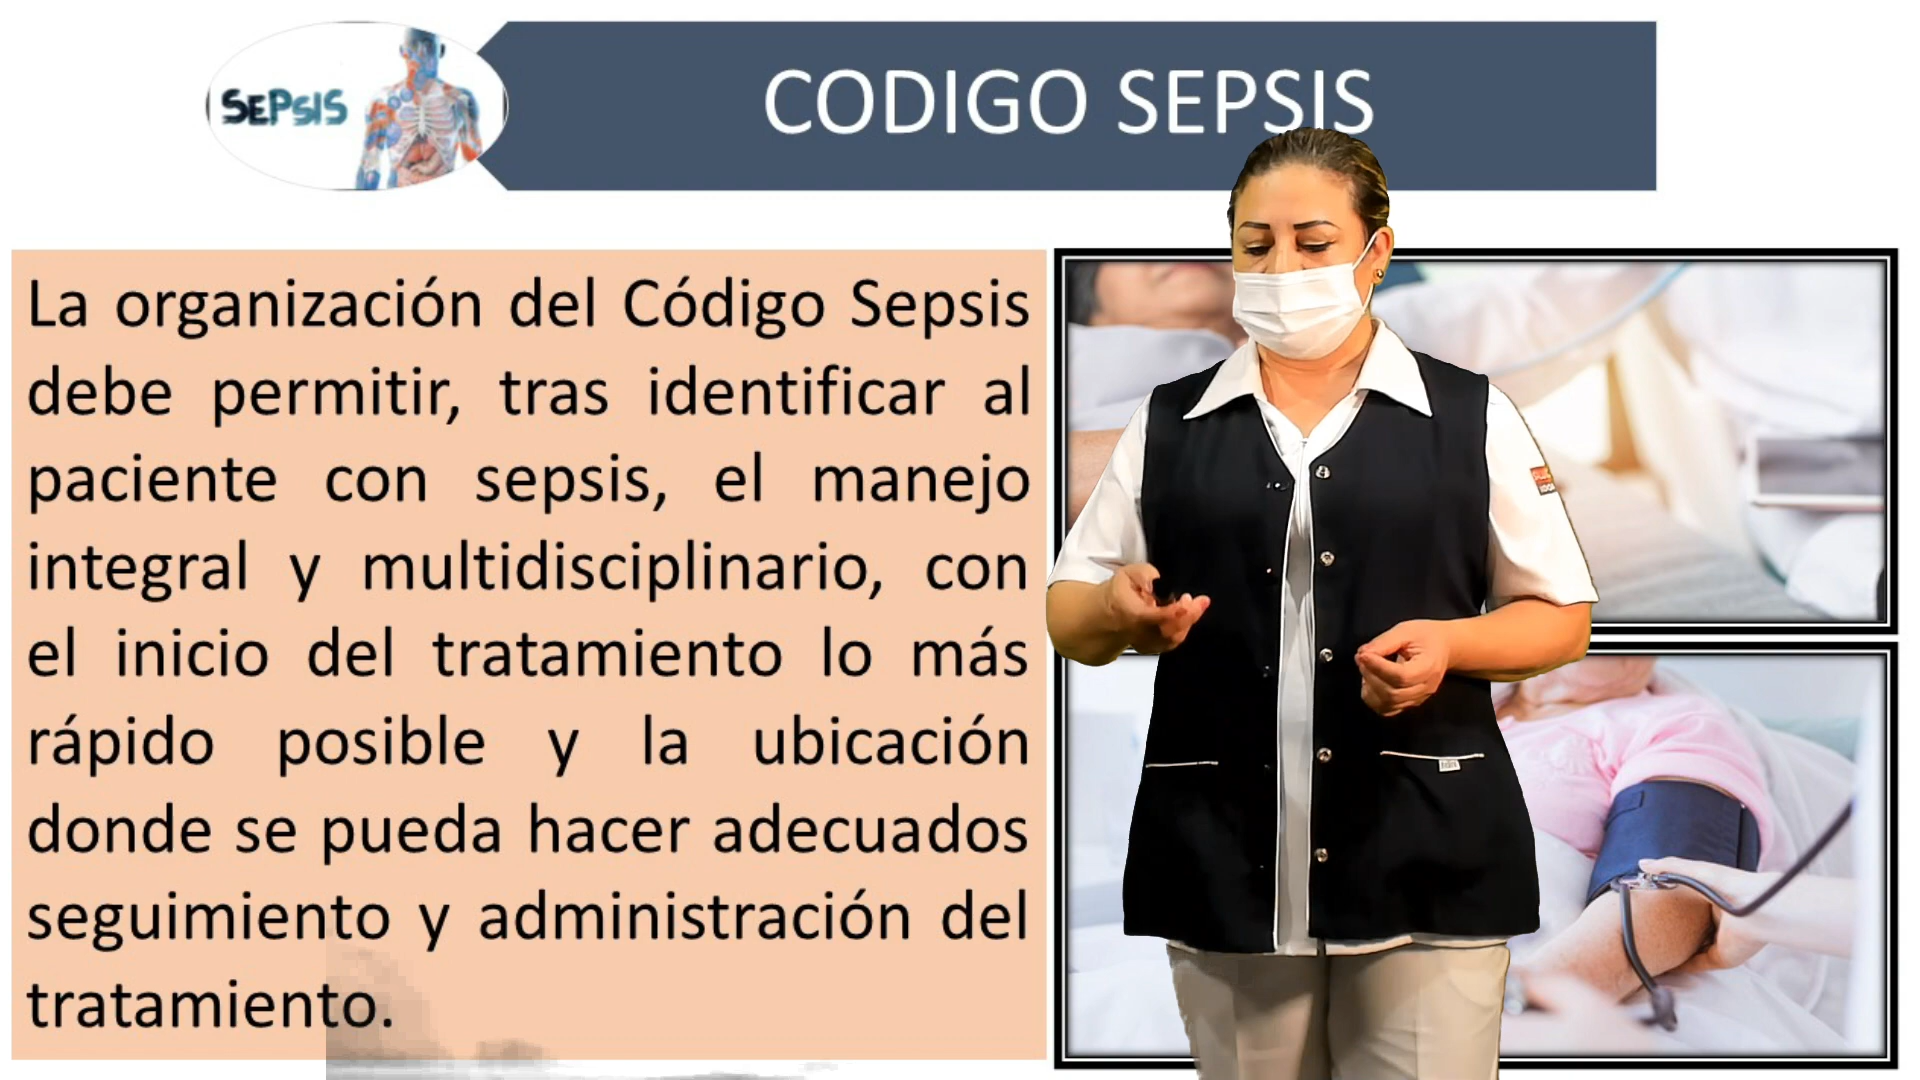 SEPSIS
CODIGO SEPSIS
La organización del Código Sepsis
debe permitir, tras identificar al
paciente con sepsis, el manejo
integral y multidisciplinario, con
el inicio del tratamiento lo más
rápido posible y la ubicación
donde se pueda hacer adecuados
seguimiento y administración del
tratamiento.